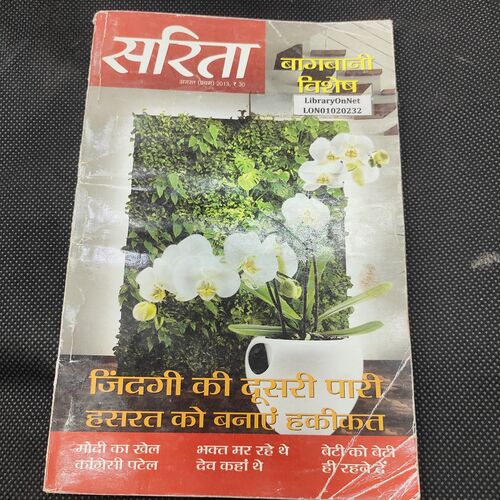 सरिता
अगस्त (प्रथम) 2013, ₹ 30
बागबानी
विशेष
LibraryOnNet
LON01020232
जिंदगी की दूसरी पारी
हसरत को बनाएं हकीकत
मोदी का खेल
कांग्रेसी पटेल
भक्त मर रहे थे
देव कहां थे
बेटी को बेटी
ही रहने दें